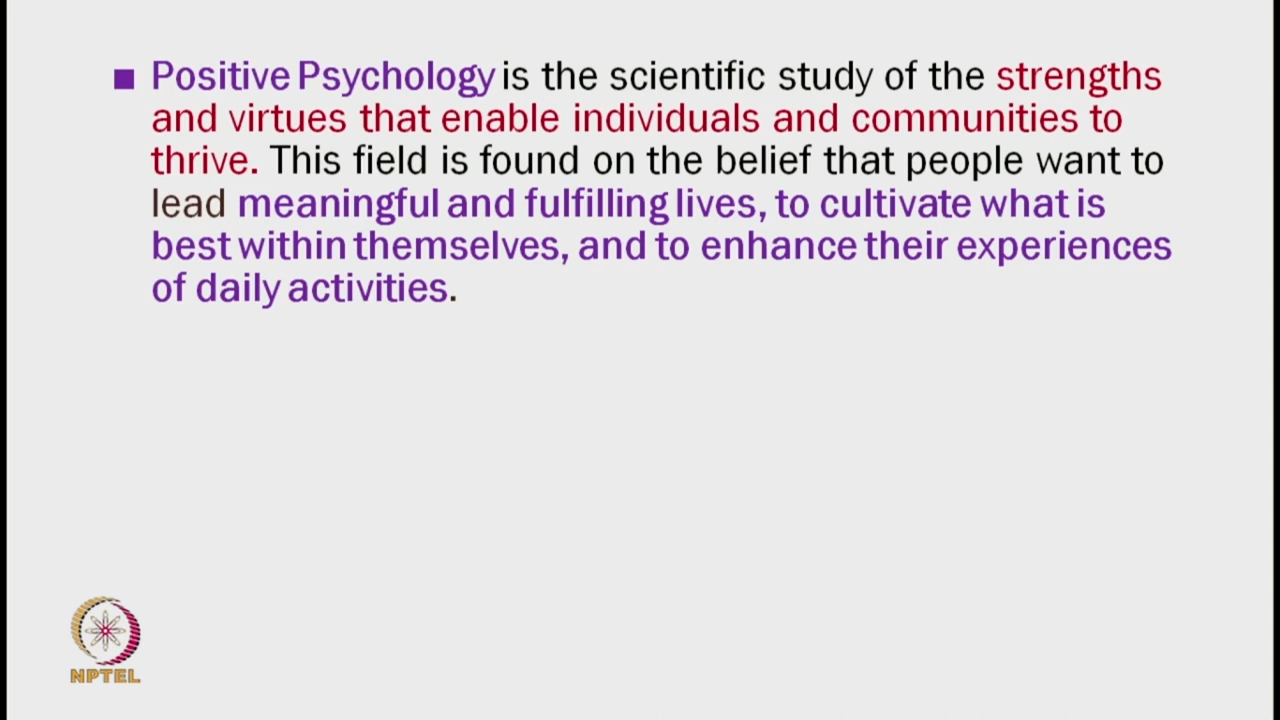 Positive Psychology is the scientific study of the strengths
and virtues that enable individuals and communities to
thrive. This field is found on the belief that people want to
lead meaningful and fulfilling lives, to cultivate what is
best within themselves, and to enhance their experiences
of daily activities.
NPTEL